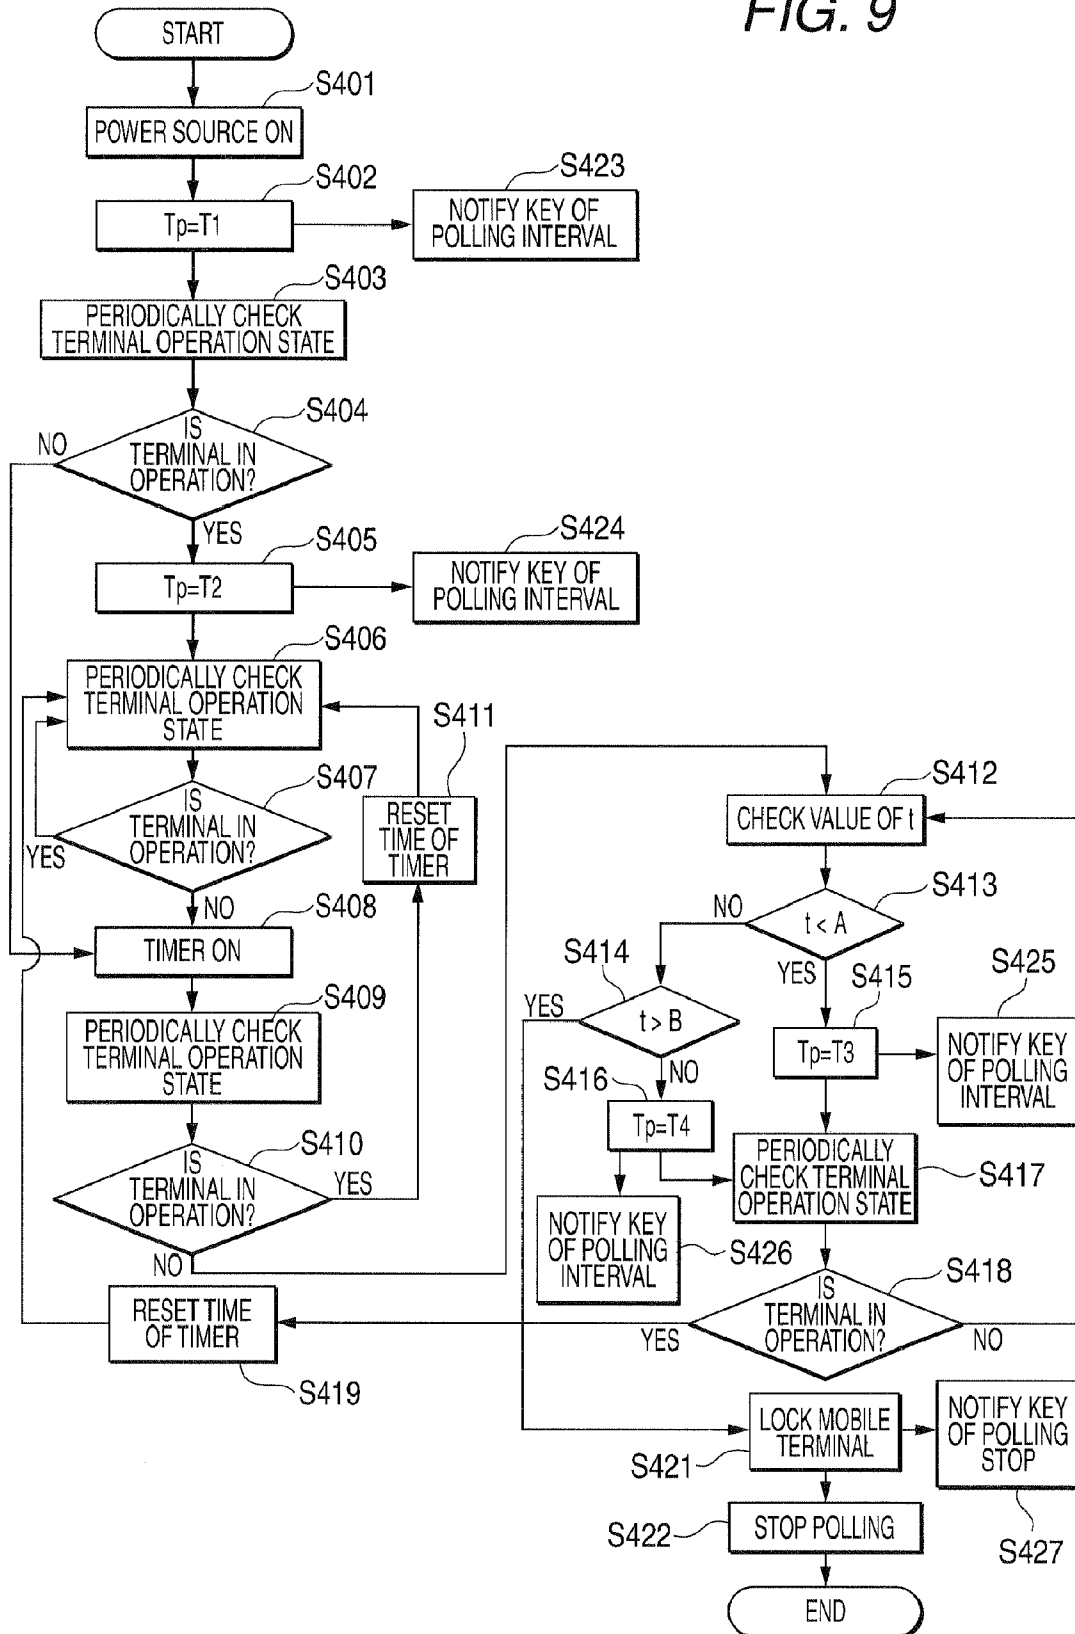 FIG. 9
START
S401
POWER SOURCE ON
S402
Tp=T1
S423
NOTIFY KEY OF
POLLING INTERVAL
S403
PERIODICALLY CHECK
TERMINAL OPERATION STATE
S404
IS
TERMINAL IN
OPERATION?
NO
YES
S405
Tp=T2
S424
NOTIFY KEY OF
POLLING INTERVAL
S406
PERIODICALLY CHECK
TERMINAL OPERATION
STATE
S411
RESET
TIME OF
TIMER
S407
IS
TERMINAL IN
OPERATION?
YES
NO
S408
TIMER ON
S409
PERIODICALLY CHECK
TERMINAL OPERATION
STATE
S410
IS
TERMINAL IN
OPERATION?
YES
NO
S412
CHECK VALUE OF t
S413
t < A
NO
YES
S414
t > B
YES
NO
S415
Tp=T3
S425
NOTIFY KEY
OF POLLING
INTERVAL
S416
Tp=T4
S426
NOTIFY KEY
OF POLLING
INTERVAL
S417
PERIODICALLY
CHECK TERMINAL
OPERATION STATE
S418
IS
TERMINAL IN
OPERATION?
YES
NO
RESET TIME
OF TIMER
S419
LOCK MOBILE
TERMINAL
S421
NOTIFY KEY
OF POLLING
STOP
S427
S422
STOP POLLING
END